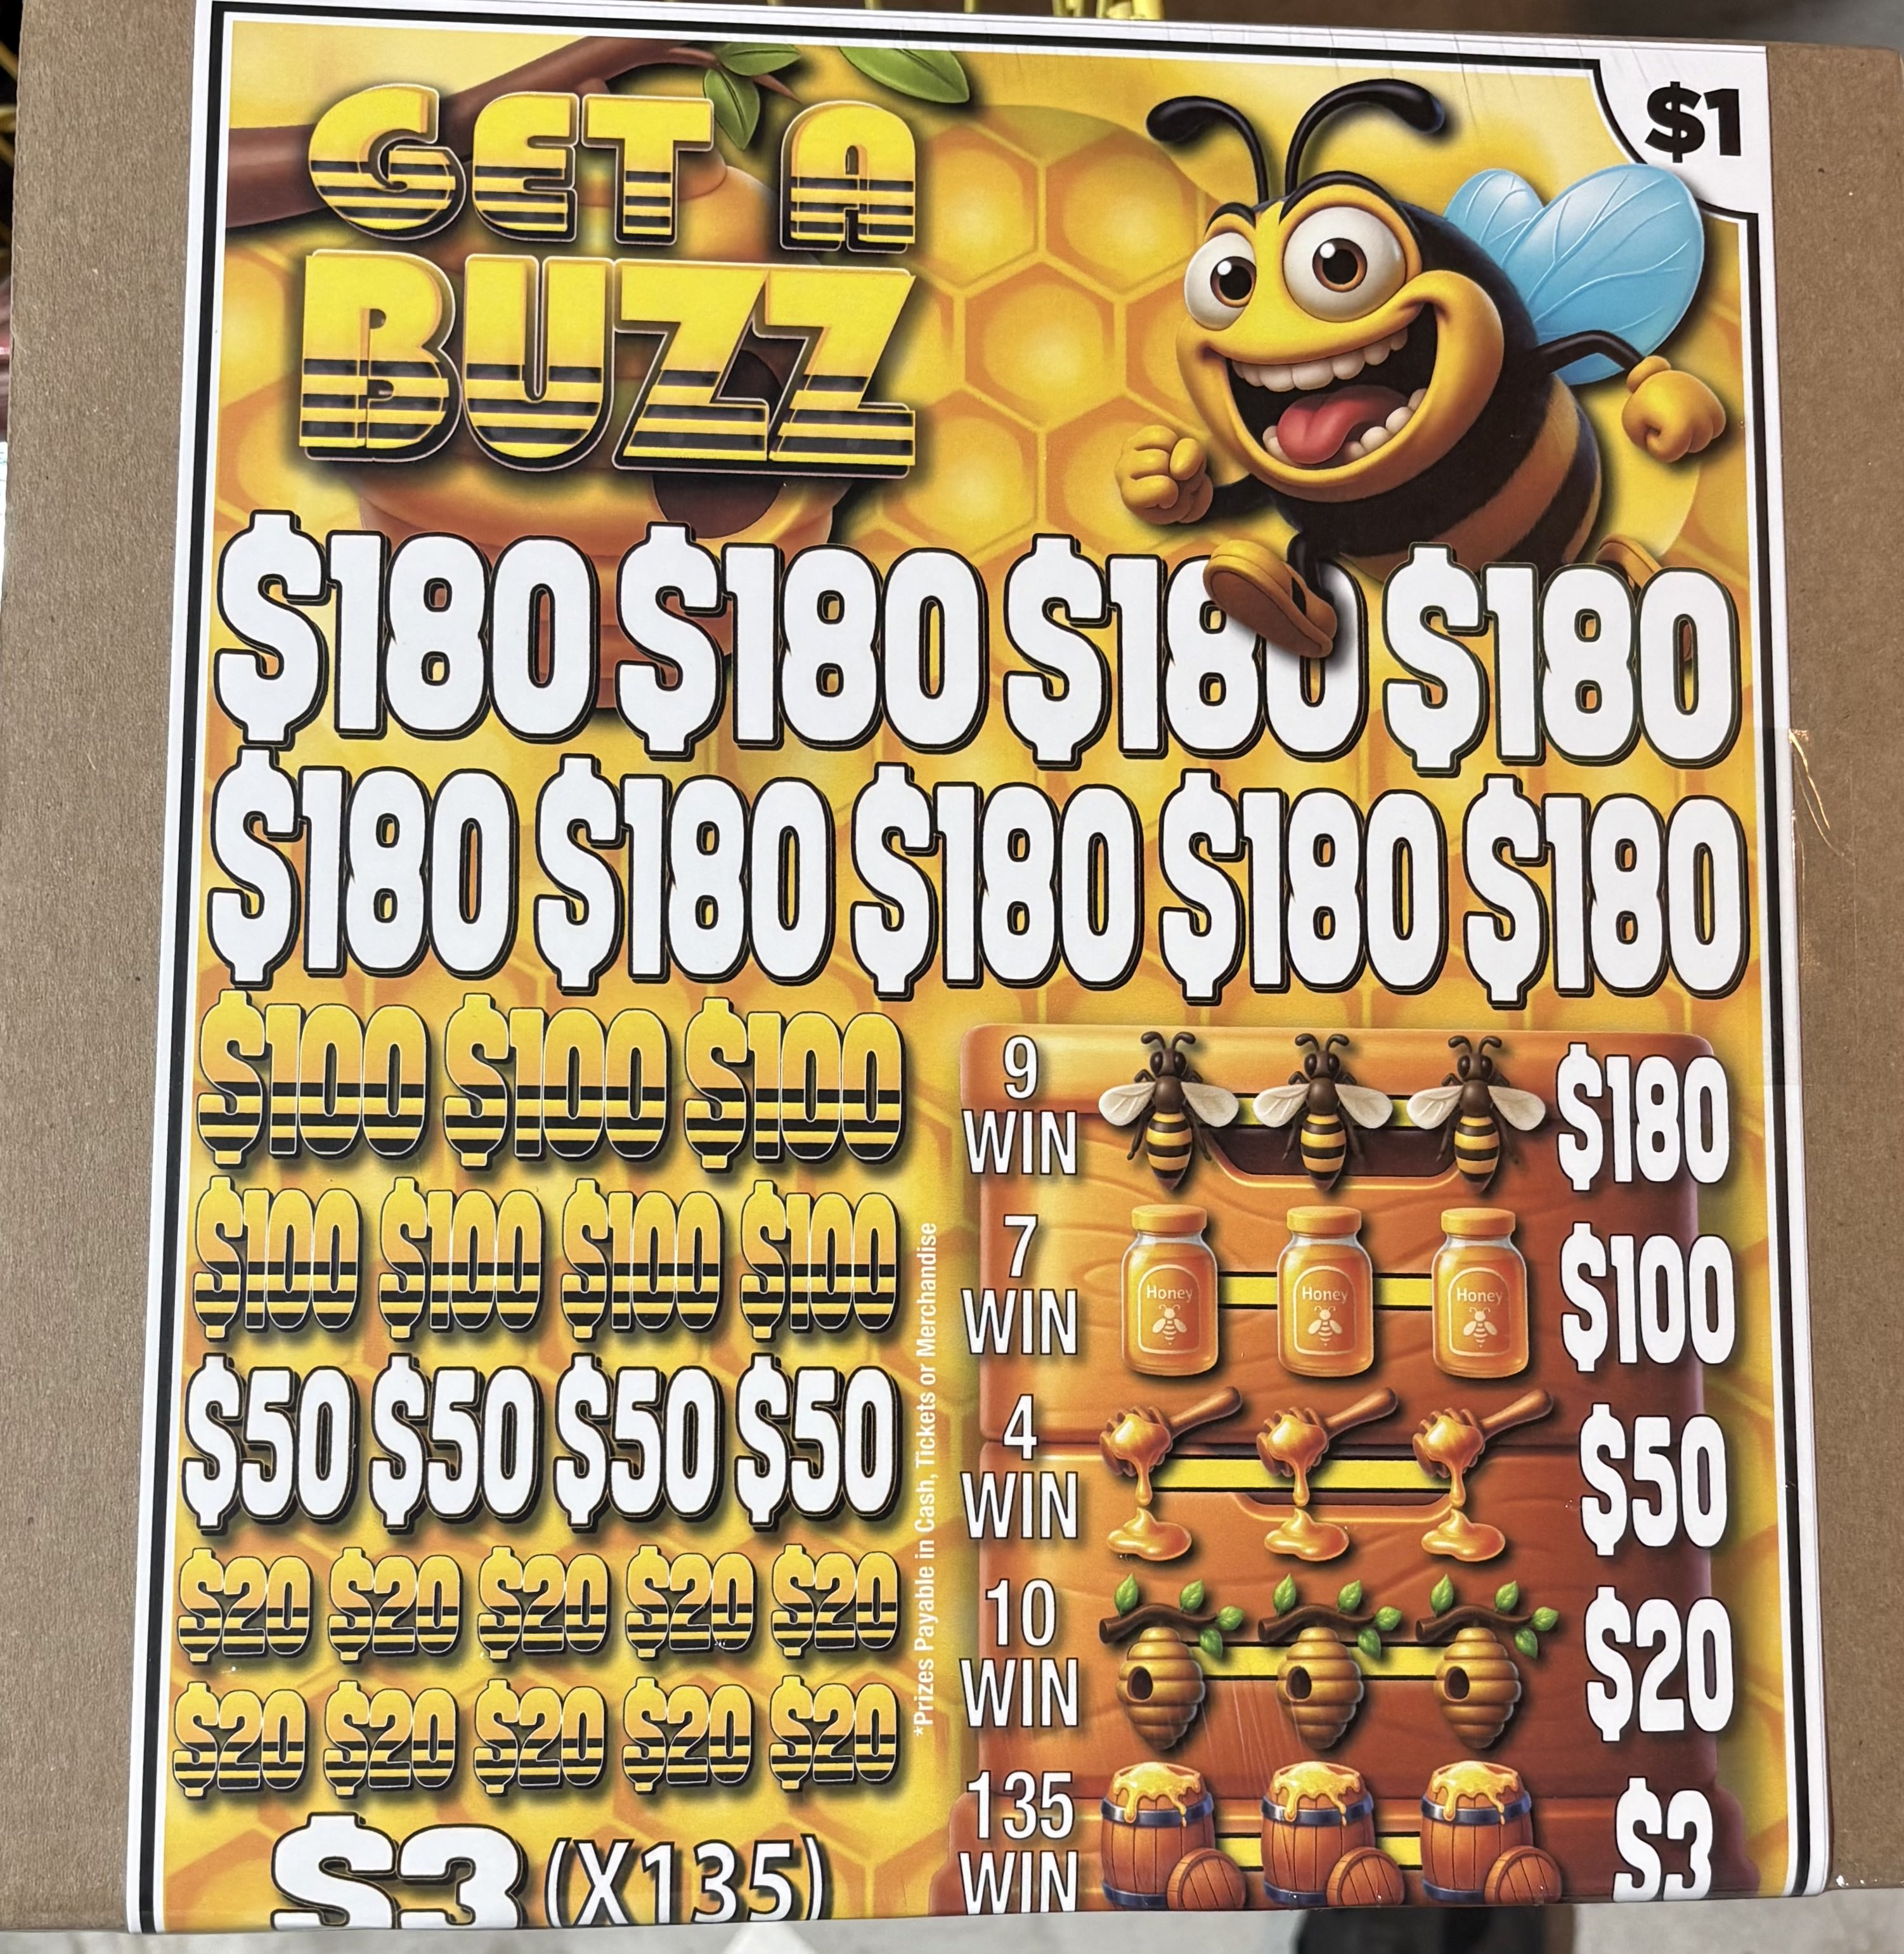 $1
GET A
BUZZ
$180 $180 $180 $180
$180 $180 $180 $180 $180
$100 $100 $100
$100 $100 $100 $100
$50 $50 $50 $50
$20 $20 $20 $20 $20
$20 $20 $20 $20 $20
$3 (X135)
*Prizes Payable in Cash, Tickets or Merchandise
9
WIN
$180
7
WIN
Honey Honey Honey
$100
4
WIN
$50
10
WIN
$20
135
WIN
$3